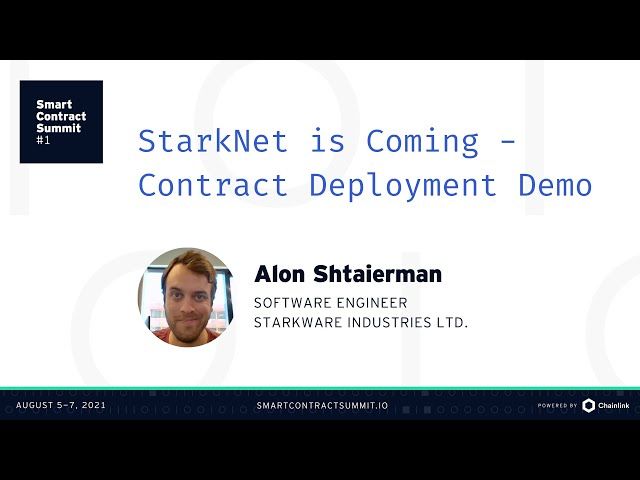 Smart
Contract
Summit
#1
StarkNet is Coming -
Contract Deployment Demo
Alon Shtaierman
SOFTWARE ENGINEER
STARKWARE INDUSTRIES LTD.
AUGUST 5–7, 2021
SMARTCONTRACTSUMMIT.IO
POWERED BY Chainlink